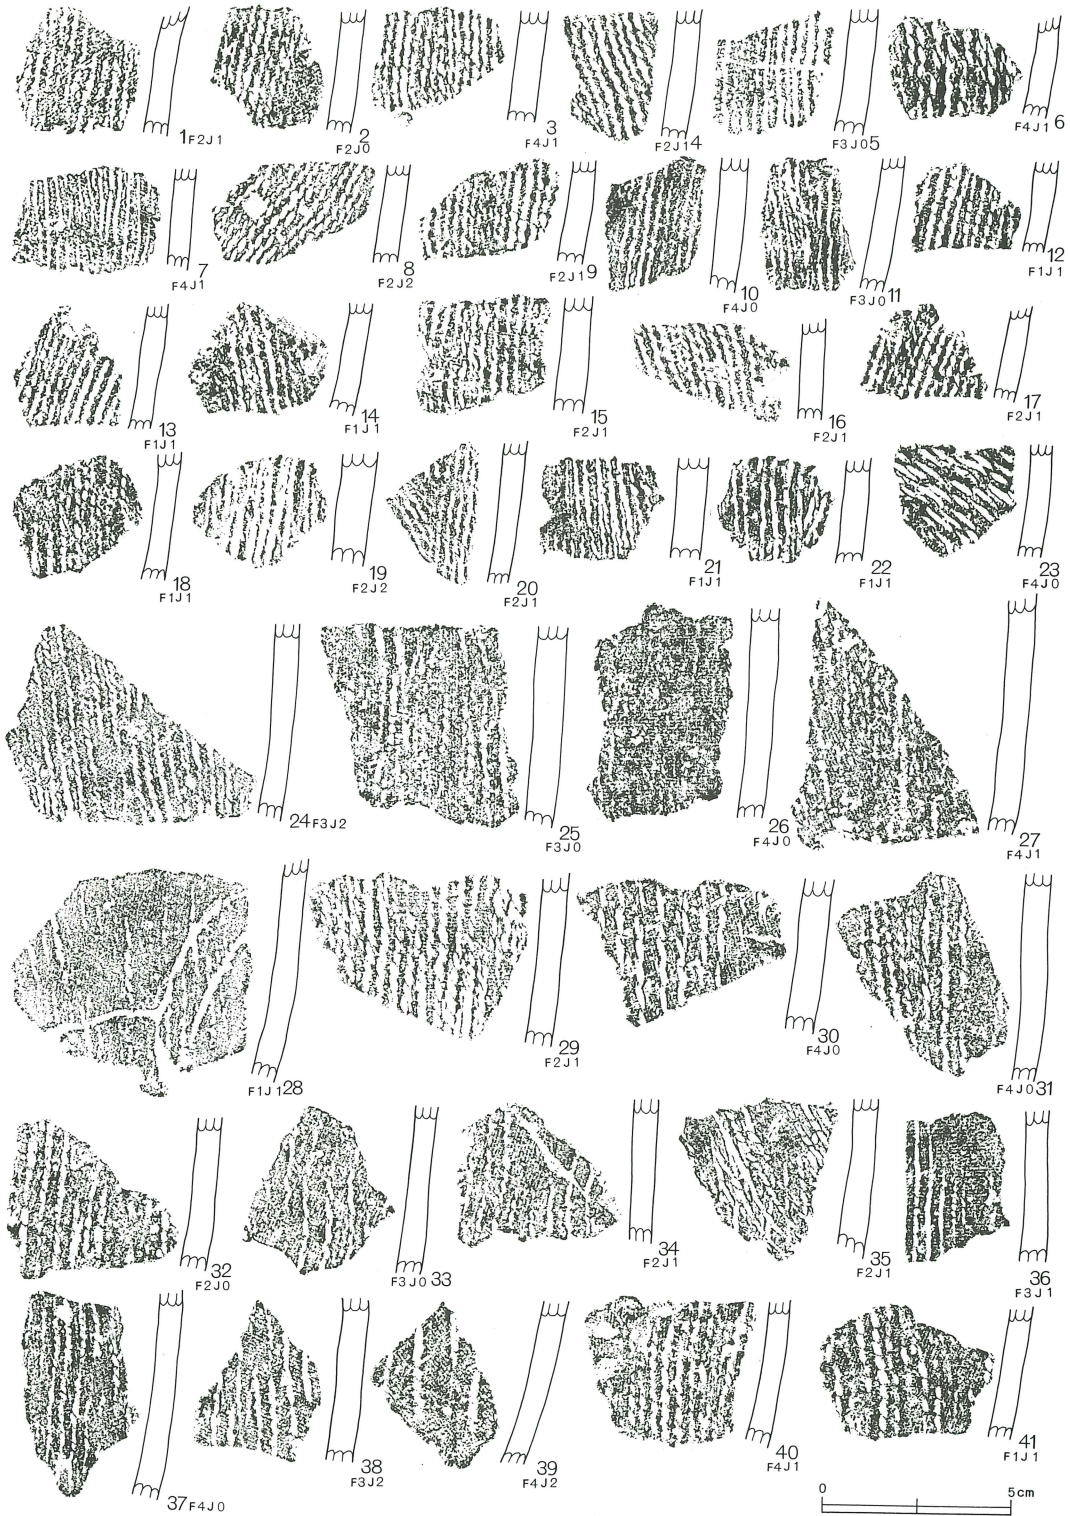 1 F2J1
2
F2J0
3
F4J1
F2J1 4
F3J0 5
F4J1 6
7
F4J1
8
F2J2
F2J1 9
10
F4J0
F3J0 11
12
F1J1
13
F1J1
14
F1J1
15
F2J1
16
F2J1
17
F2J1
18
F1J1
19
F2J2
20
F2J1
21
F1J1
22
F1J1
23
F4J0
24 F3J2
25
F3J0
26
F4J0
27
F4J1
F1J1 28
29
F2J1
30
F4J0
F4J0 31
32
F2J0
F3J0 33
34
F2J1
35
F2J1
36
F3J1
37 F4J0
38
F3J2
39
F4J2
40
F4J1
41
F1J1
0 5cm